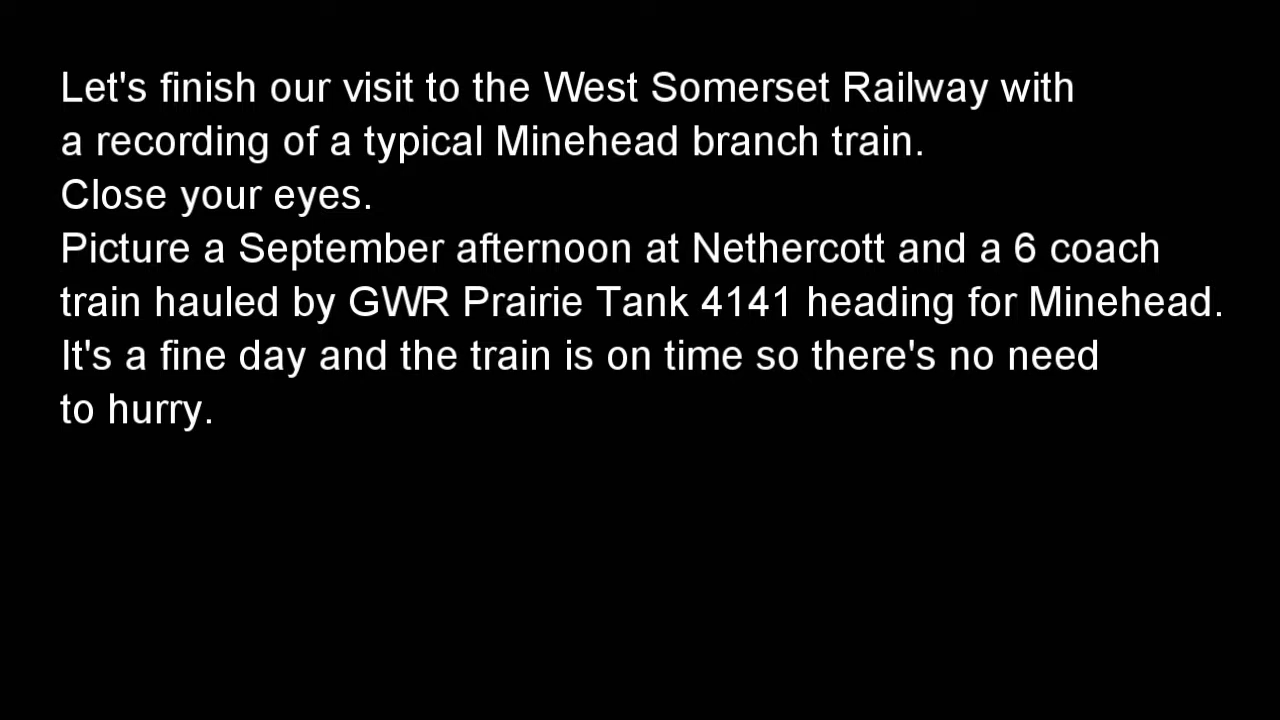 Let's finish our visit to the West Somerset Railway with
a recording of a typical Minehead branch train.
Close your eyes.
Picture a September afternoon at Nethercott and a 6 coach
train hauled by GWR Prairie Tank 4141 heading for Minehead.
It's a fine day and the train is on time so there's no need
to hurry.